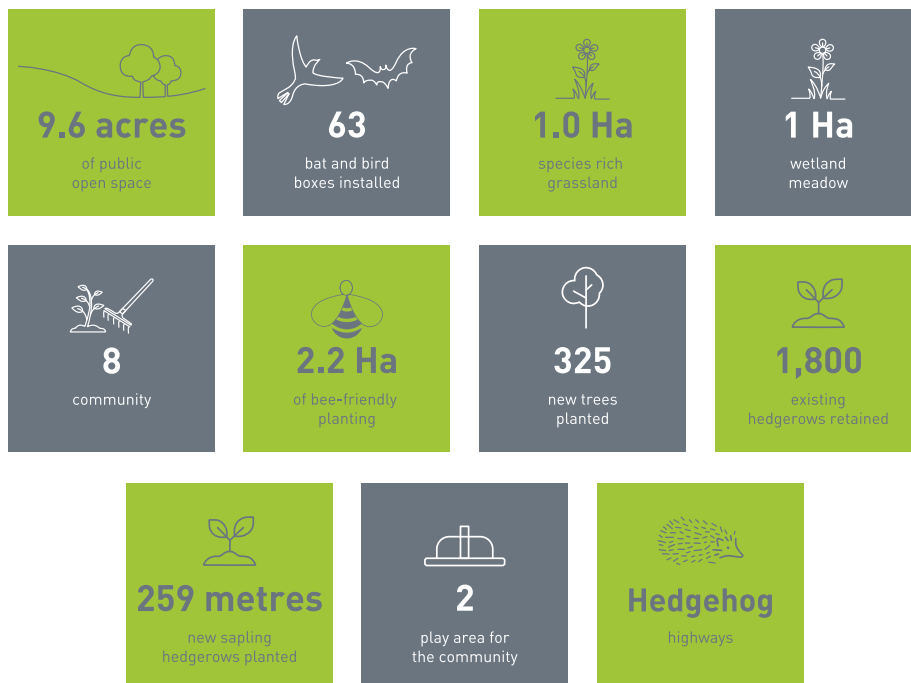 9.6 acres
of public
open space
63
bat and bird
boxes installed
1.0 Ha
species rich
grassland
1 Ha
wetland
meadow
8
community
2.2 Ha
of bee-friendly
planting
325
new trees
planted
1,800
existing
hedgerows retained
259 metres
new sapling
hedgerows planted
2
play area for
the community
Hedgehog
highways